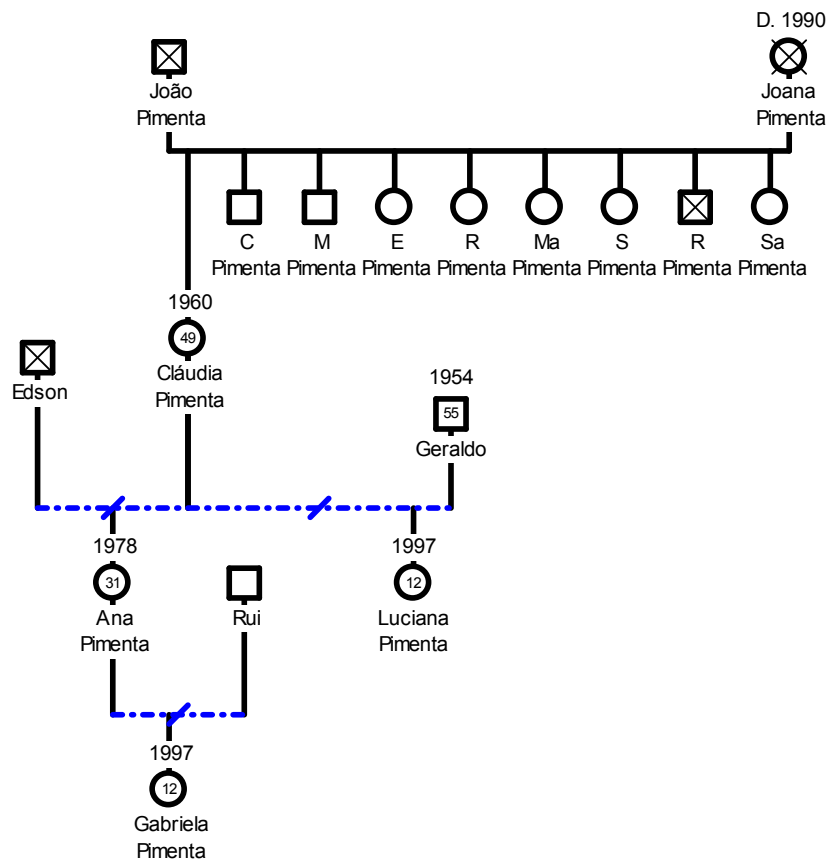 D. 1990
João
Pimenta
Joana
Pimenta
C
Pimenta
M
Pimenta
E
Pimenta
R
Pimenta
Ma
Pimenta
S
Pimenta
R
Pimenta
Sa
Pimenta
1960
49
Cláudia
Pimenta
Edson
1954
55
Geraldo
1978
31
Ana
Pimenta
Rui
1997
12
Luciana
Pimenta
1997
12
Gabriela
Pimenta